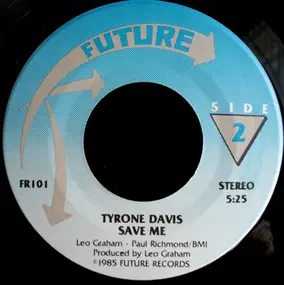 FUTURE
SIDE
2
FR101
STEREO
5:25
TYRONE DAVIS
SAVE ME
Leo Graham - Paul Richmond/BMI
Produced by Leo Graham
©1985 FUTURE RECORDS